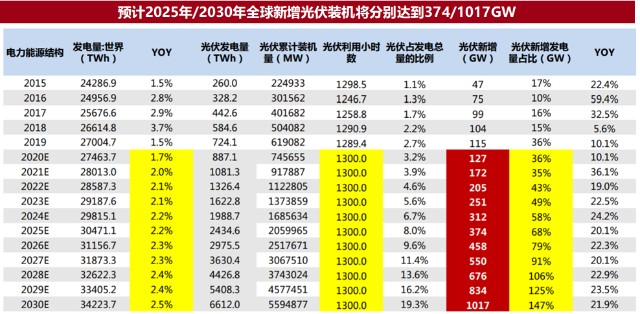 预计2025年/2030年全球新增光伏装机将分别达到374/1017GW
电力能源结构 发电量:世界（TWh） YOY 光伏发电量（TWh） 光伏累计装机量（MW） 光伏利用小时数 光伏占发电总量的比例 光伏新增（GW） 光伏新增发电量占比（GW） YOY
2015 24286.9 1.5% 260.0 224933 1298.5 1.1% 47 17% 22.4%
2016 24956.9 2.8% 328.2 301562 1246.7 1.3% 75 10% 59.4%
2017 25676.6 2.9% 442.6 401682 1258.8 1.7% 99 16% 32.5%
2018 26614.8 3.7% 584.6 504082 1290.9 2.2% 104 15% 5.6%
2019 27004.7 1.5% 724.1 619082 1289.4 2.7% 115 36% 10.1%
2020E 27463.7 1.7% 887.1 745655 1300.0 3.2% 127 36% 10.1%
2021E 28013.0 2.0% 1081.3 917887 1300.0 3.9% 172 35% 36.1%
2022E 28587.3 2.1% 1326.4 1122805 1300.0 4.6% 205 43% 19.0%
2023E 29187.6 2.1% 1622.8 1373859 1300.0 5.6% 251 49% 22.5%
2024E 29815.1 2.2% 1988.7 1685634 1300.0 6.7% 312 58% 24.2%
2025E 30471.1 2.2% 2434.6 2059965 1300.0 8.0% 374 68% 20.1%
2026E 31156.7 2.3% 2975.5 2517671 1300.0 9.6% 458 79% 22.3%
2027E 31873.3 2.3% 3630.4 3067510 1300.0 11.4% 550 91% 20.1%
2028E 32622.3 2.4% 4426.8 3743024 1300.0 13.6% 676 106% 22.9%
2029E 33405.2 2.4% 5408.3 4577451 1300.0 16.2% 834 125% 23.5%
2030E 34223.7 2.5% 6612.0 5594877 1300.0 19.3% 1017 147% 21.9%